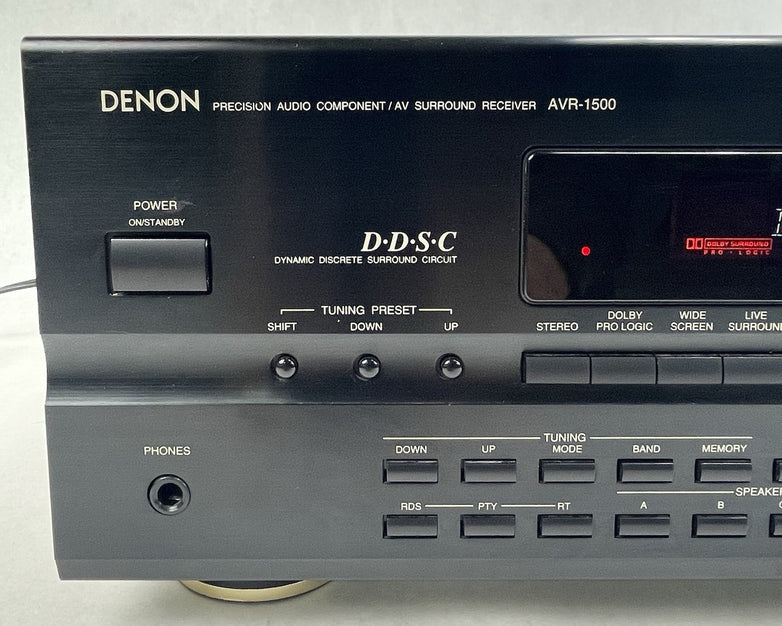 DENON PRECISION AUDIO COMPONENT / AV SURROUND RECEIVER AVR-1500
POWER
ON/STANDBY
D·D·S·C
DYNAMIC DISCRETE SURROUND CIRCUIT
DOLBY SURROUND
PRO · LOGIC
TUNING PRESET
SHIFT DOWN UP
STEREO
DOLBY
PRO LOGIC
WIDE
SCREEN
LIVE
SURROUND
PHONES
TUNING
DOWN UP MODE BAND MEMORY
SPEAKER
RDS PTY RT A B